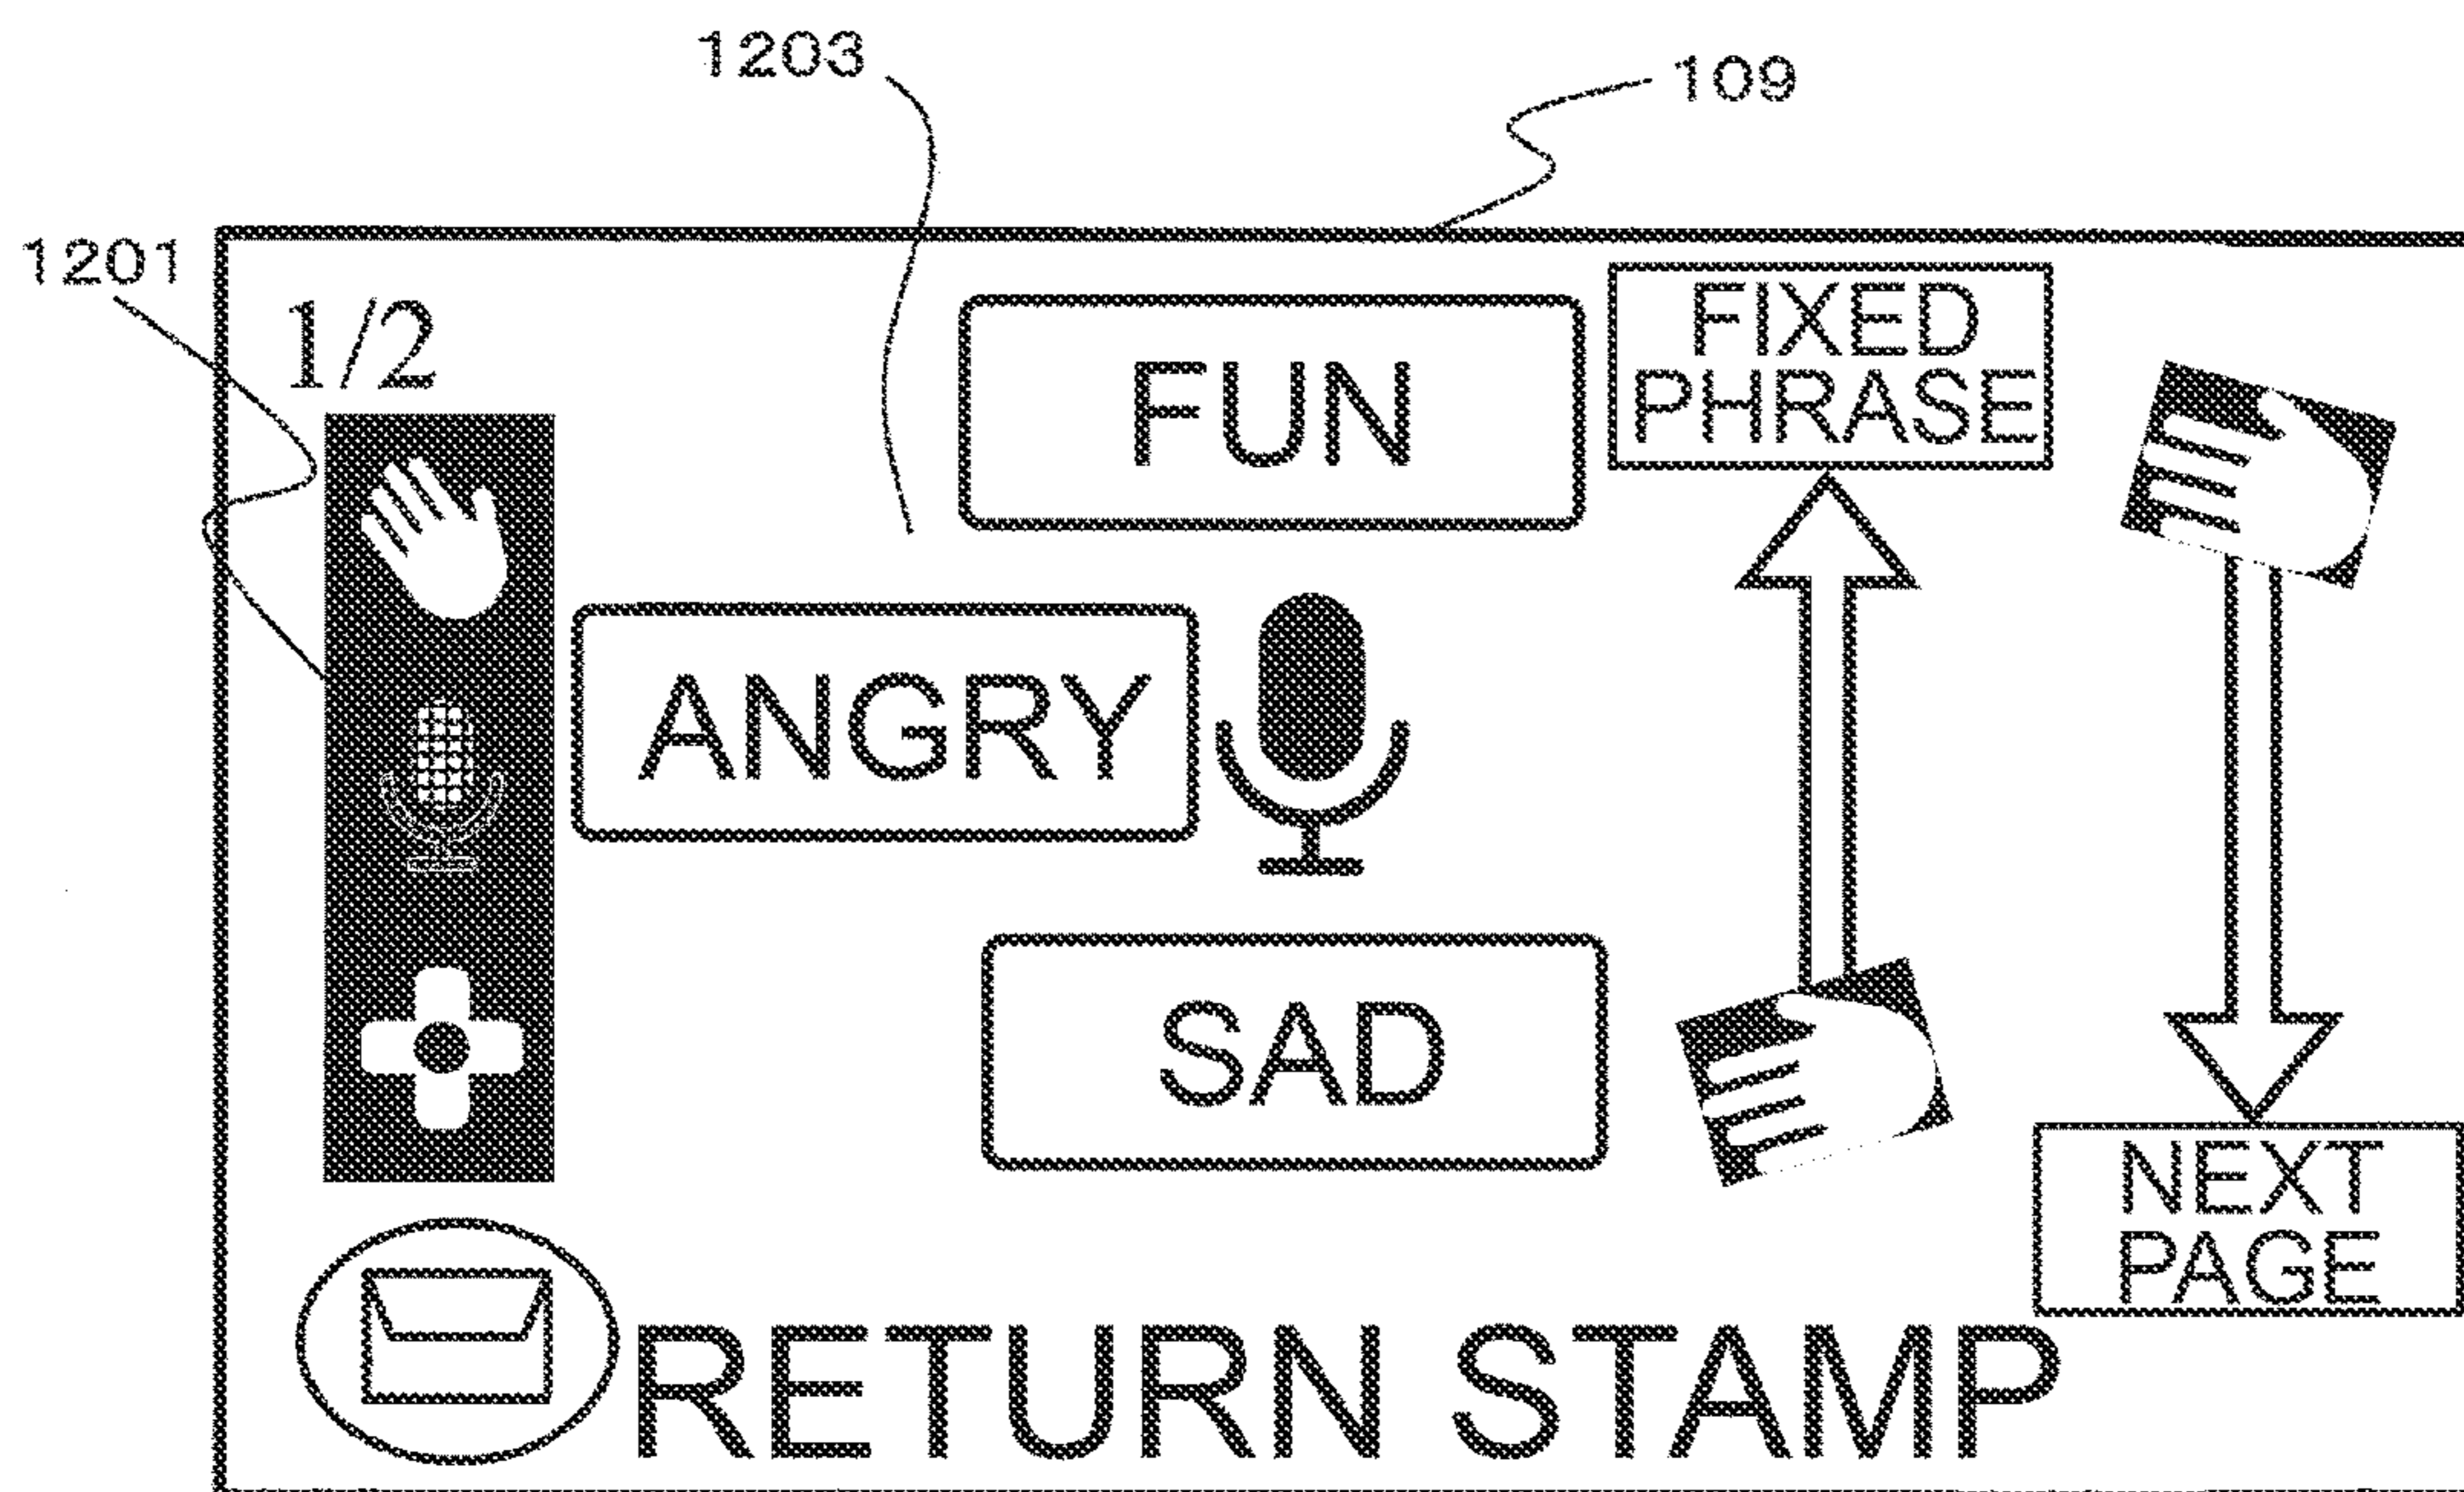 1203
109
1201
1/2
FUN
FIXED
PHRASE
ANGRY
SAD
NEXT
PAGE
RETURN STAMP